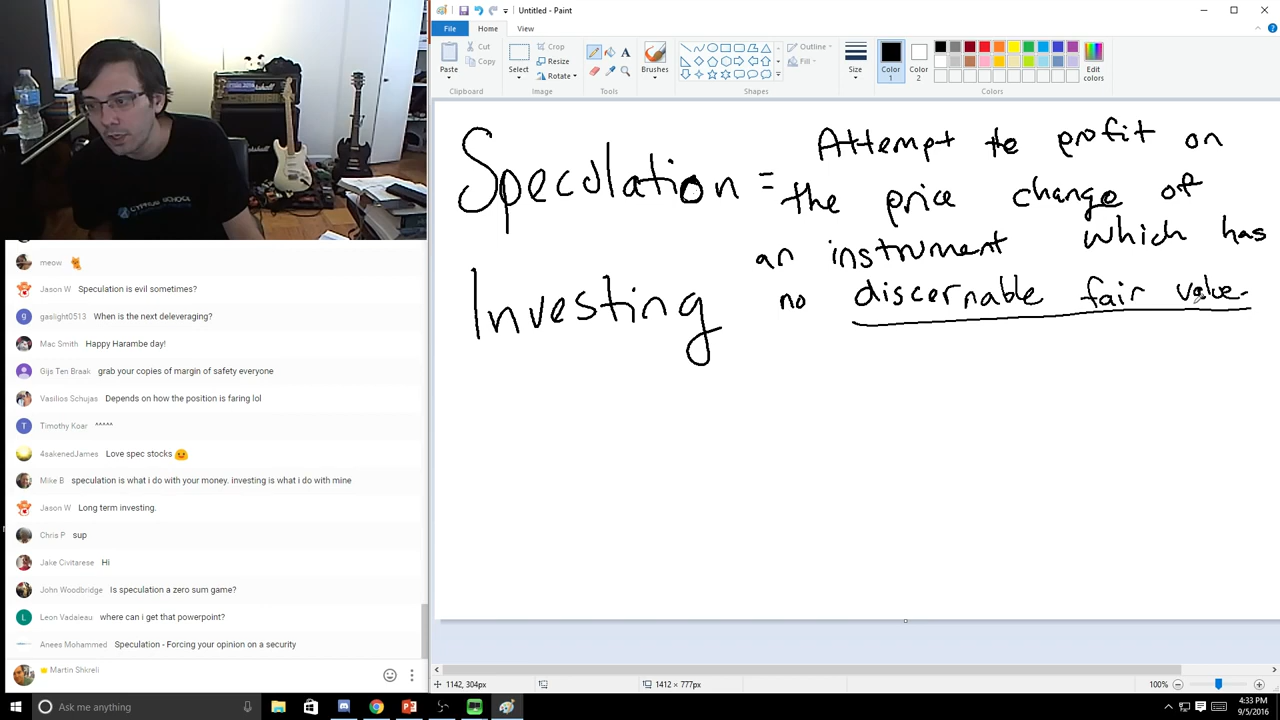 Untitled - Paint
File
Home
View
Paste
Cut
Copy
Clipboard
Select
Crop
Resize
Rotate
Image
Tools
Brushes
Shapes
Outline
Fill
Size
Color 1
Color 2
Edit colors
Colors
Speculation = Attempt to profit on
the price change of
an instrument which has
no discernable fair value.
Investing
Marshall
CYPRUS SCHOOL
meow
Jason W Speculation is evil sometimes?
gaslight0513 When is the next deleveraging?
Mac Smith Happy Harambe day!
Gijs Ten Braak grab your copies of margin of safety everyone
Vasilios Schujas Depends on how the position is faring lol
Timothy Koar ^^^^^
4sakenedJames Love spec stocks
Mike B speculation is what i do with your money. investing is what i do with mine
Jason W Long term investing.
Chris P sup
Jake Civitarese Hi
John Woodbridge Is speculation a zero sum game?
Leon Vadaieau where can i get that powerpoint?
Anees Mohammed Speculation - Forcing your opinion on a security
Martin Shkreli
1142, 304px
1412 × 777px
100%
Ask me anything
4:33 PM
9/5/2016